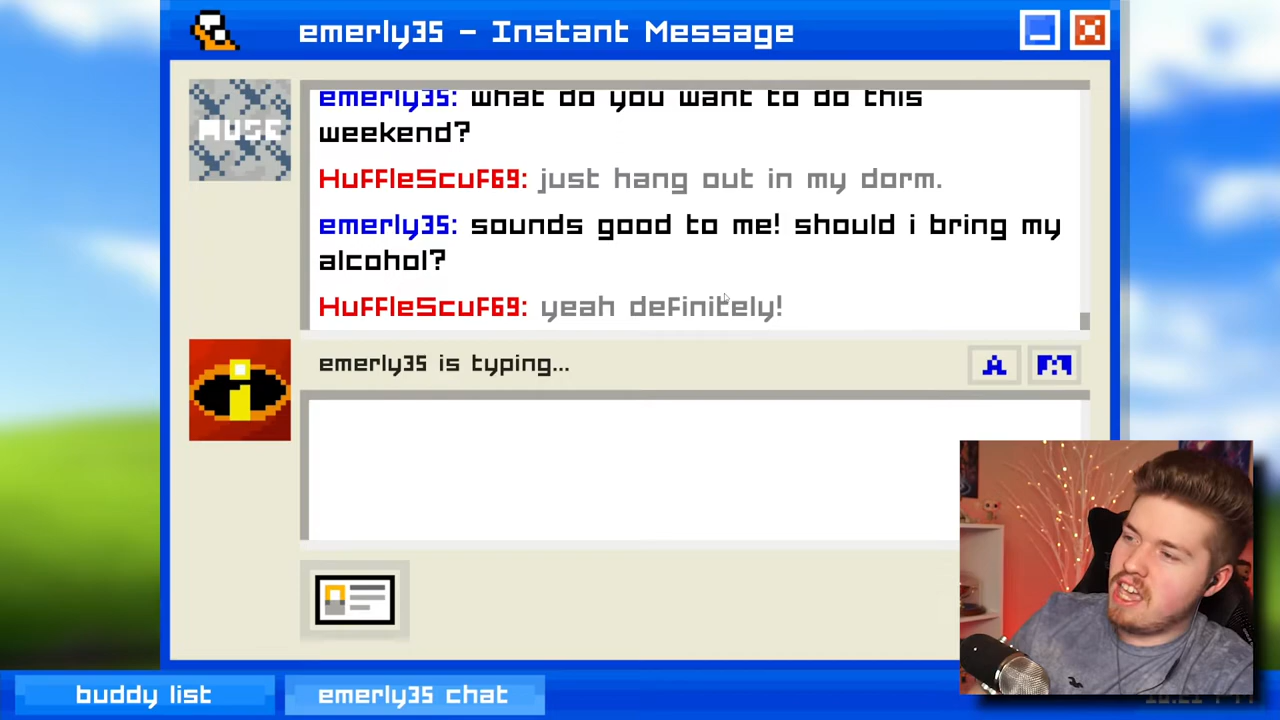 emerly35 - Instant Message
MUSE
emerly35: what do you want to do this
weekend?
HuffleScuf69: just hang out in my dorm.
emerly35: sounds good to me! should i bring my
alcohol?
HuffleScuf69: yeah definitely!
emerly35 is typing...
A
buddy list
emerly35 chat